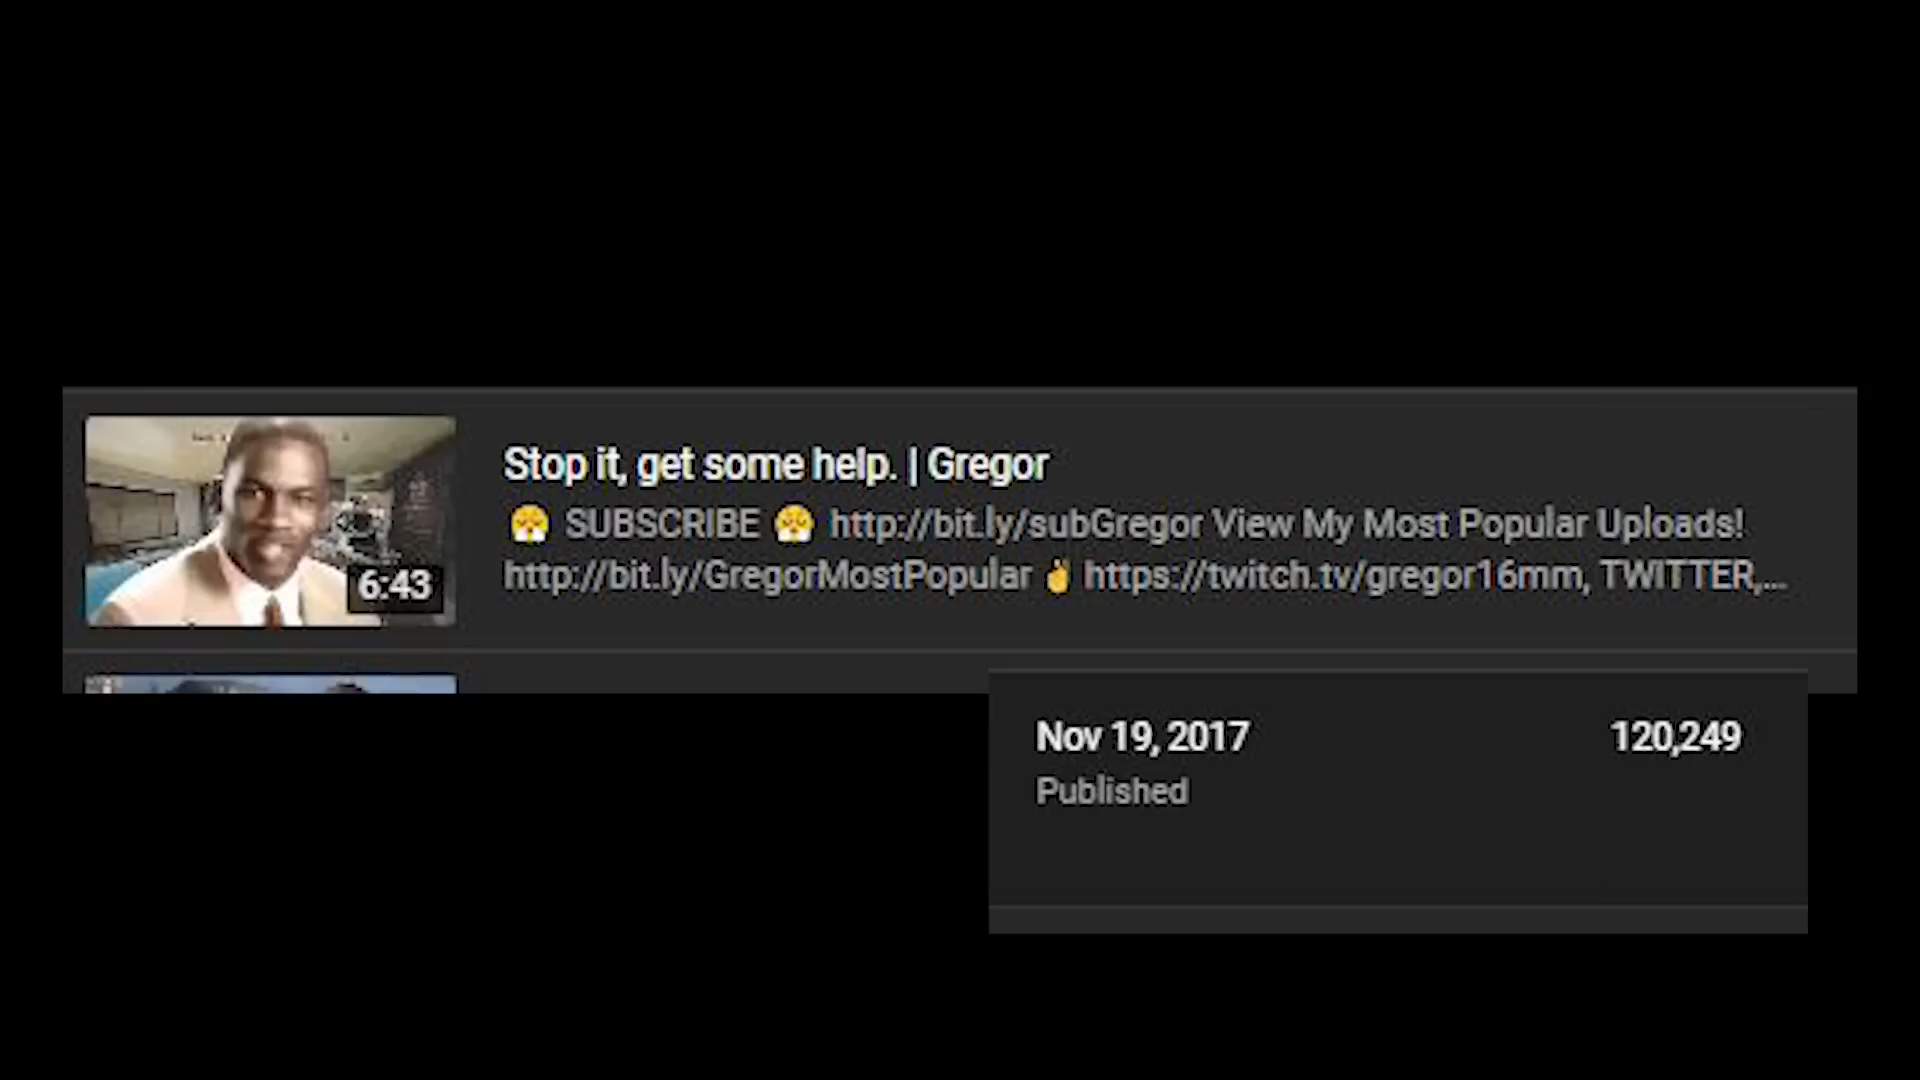 Stop it, get some help. | Gregor
😤 SUBSCRIBE 😤 http://bit.ly/subGregor View My Most Popular Uploads!
http://bit.ly/GregorMostPopular ✌ https://twitch.tv/gregor16mm, TWITTER,...
6:43
Nov 19, 2017 120,249
Published